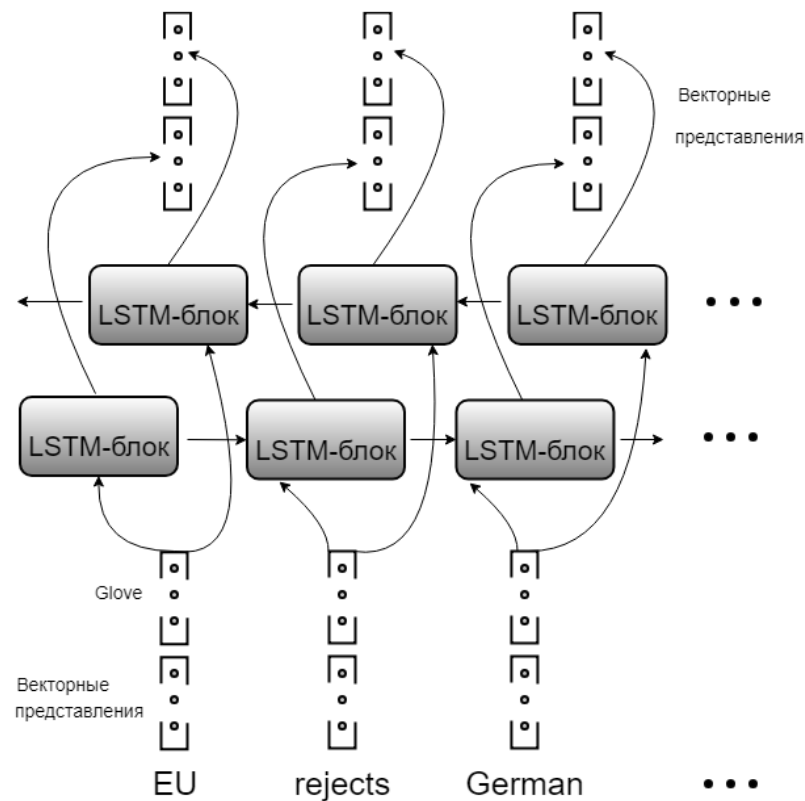 Векторные
представления
LSTM-блок LSTM-блок LSTM-блок
LSTM-блок LSTM-блок LSTM-блок
Glove
Векторные
представления
EU rejects German